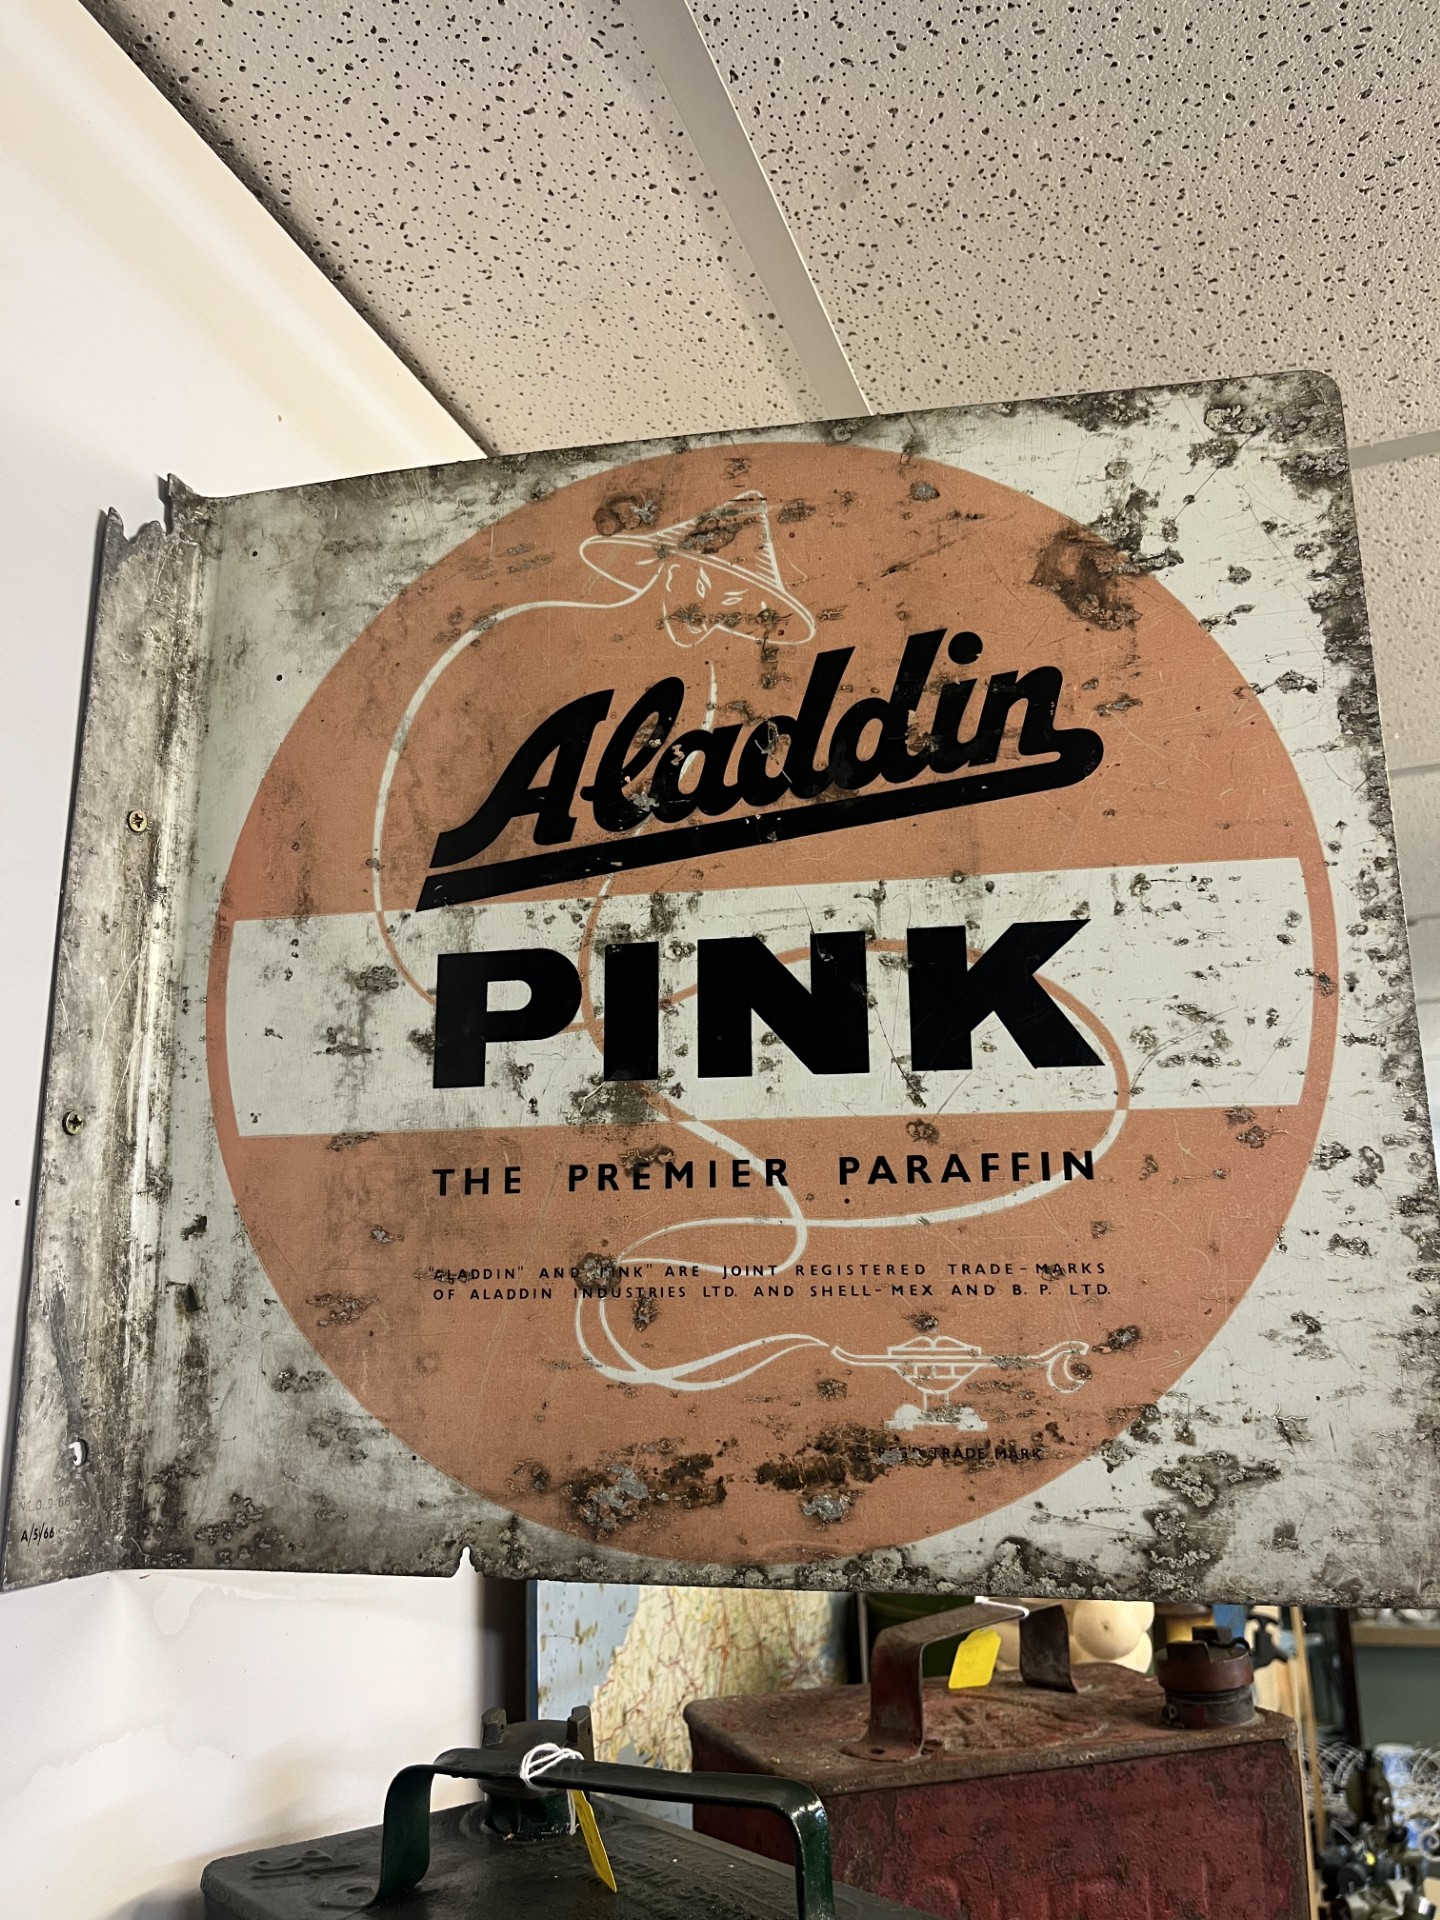 Aladdin
PINK
THE PREMIER PARAFFIN
"ALADDIN" AND "PINK" ARE JOINT REGISTERED TRADE-MARKS
OF ALADDIN INDUSTRIES LTD. AND SHELL-MEX AND B. P. LTD.
REG'D TRADE MARK
A/5/66